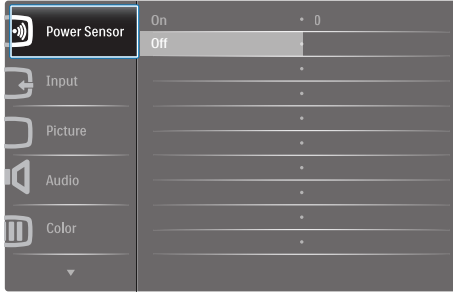 Power Sensor
On • 0
Off •
Input
Picture
Audio
Color